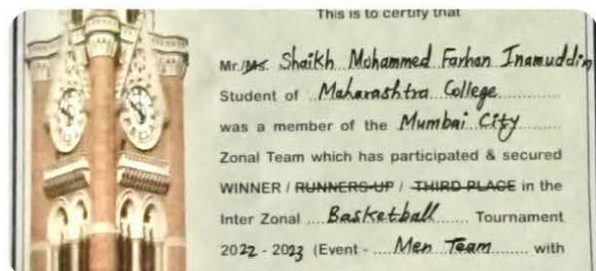 This is to certify that
Mr./Ms. Shaikh Mohammed Farhan Inamuddin
Student of ...Maharashtra College.............
was a member of the Mumbai City..........
Zonal Team which has participated & secured
WINNER / RUNNERS-UP / THIRD PLACE in the
Inter Zonal ....Basketball....... Tournament
2022 - 2023 (Event - ....Men Team........ with